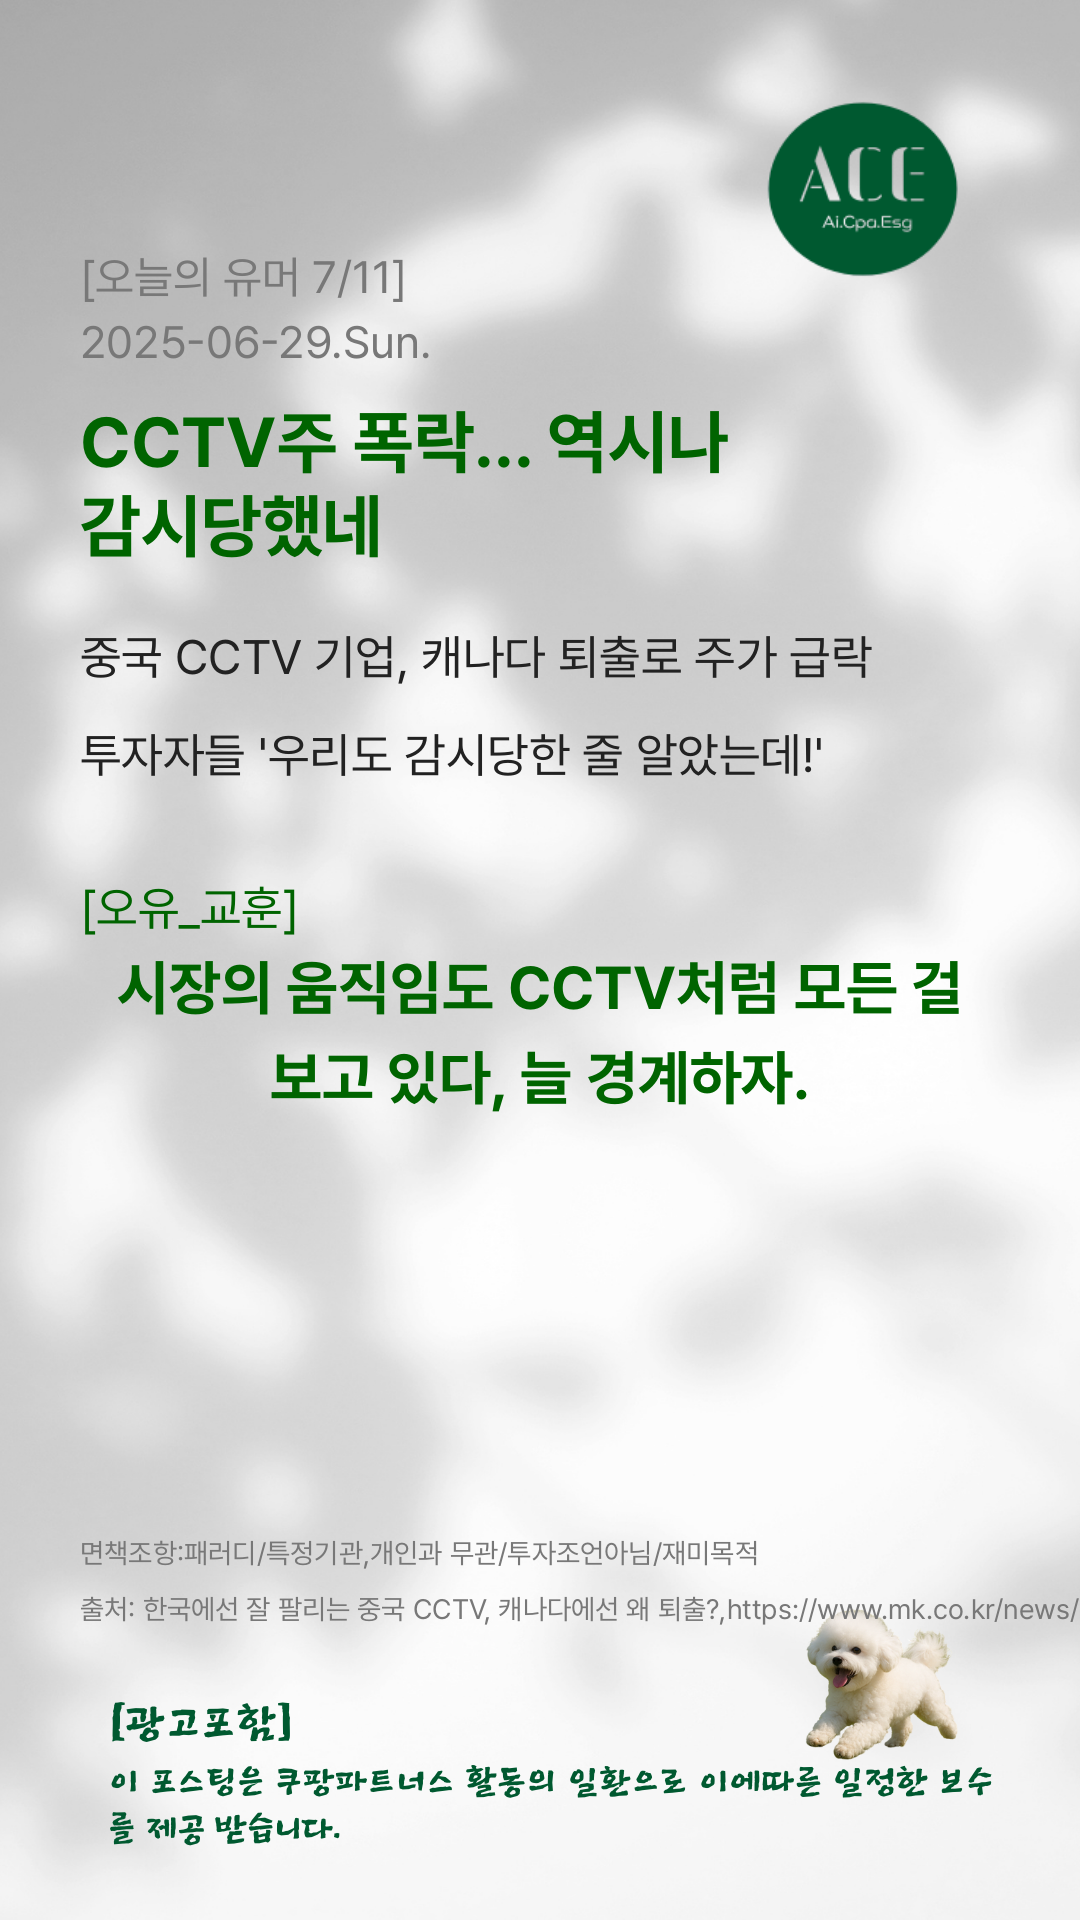 ACE
Ai.Cpa.Esg
[오늘의 유머 7/11]
2025-06-29.Sun.
CCTV주 폭락... 역시나
감시당했네
중국 CCTV 기업, 캐나다 퇴출로 주가 급락
투자자들 '우리도 감시당한 줄 알았는데!'
[오유_교훈]
시장의 움직임도 CCTV처럼 모든 걸
보고 있다, 늘 경계하자.
면책조항:패러디/특정기관,개인과 무관/투자조언아님/재미목적
출처: 한국에선 잘 팔리는 중국 CCTV, 캐나다에선 왜 퇴출?,https://www.mk.co.kr/news/
[광고포함]
이 포스팅은 쿠팡파트너스 활동의 일환으로 이에따른 일정한 보수
를 제공 받습니다.